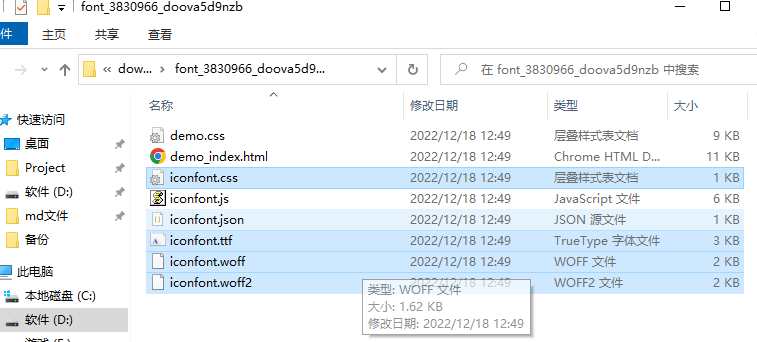 font_3830966_doova5d9nzb
件 主页 共享 查看
« dow... › font_3830966_doova5d9... 在 font_3830966_doova5d9nzb 中搜索
名称 修改日期 类型 大小
快速访问
桌面
Project
软件 (D:)
md文件
备份
此电脑
本地磁盘 (C:)
软件 (D:)
demo.css 2022/12/18 12:49 层叠样式表文档 9 KB
demo_index.html 2022/12/18 12:49 Chrome HTML D... 11 KB
iconfont.css 2022/12/18 12:49 层叠样式表文档 1 KB
iconfont.js 2022/12/18 12:49 JavaScript 文件 6 KB
iconfont.json 2022/12/18 12:49 JSON 源文件 1 KB
iconfont.ttf 2022/12/18 12:49 TrueType 字体文件 3 KB
iconfont.woff 2022/12/18 12:49 WOFF 文件 2 KB
iconfont.woff2 2022/12/18 12:49 WOFF2 文件 2 KB
类型: WOFF 文件
大小: 1.62 KB
修改日期: 2022/12/18 12:49